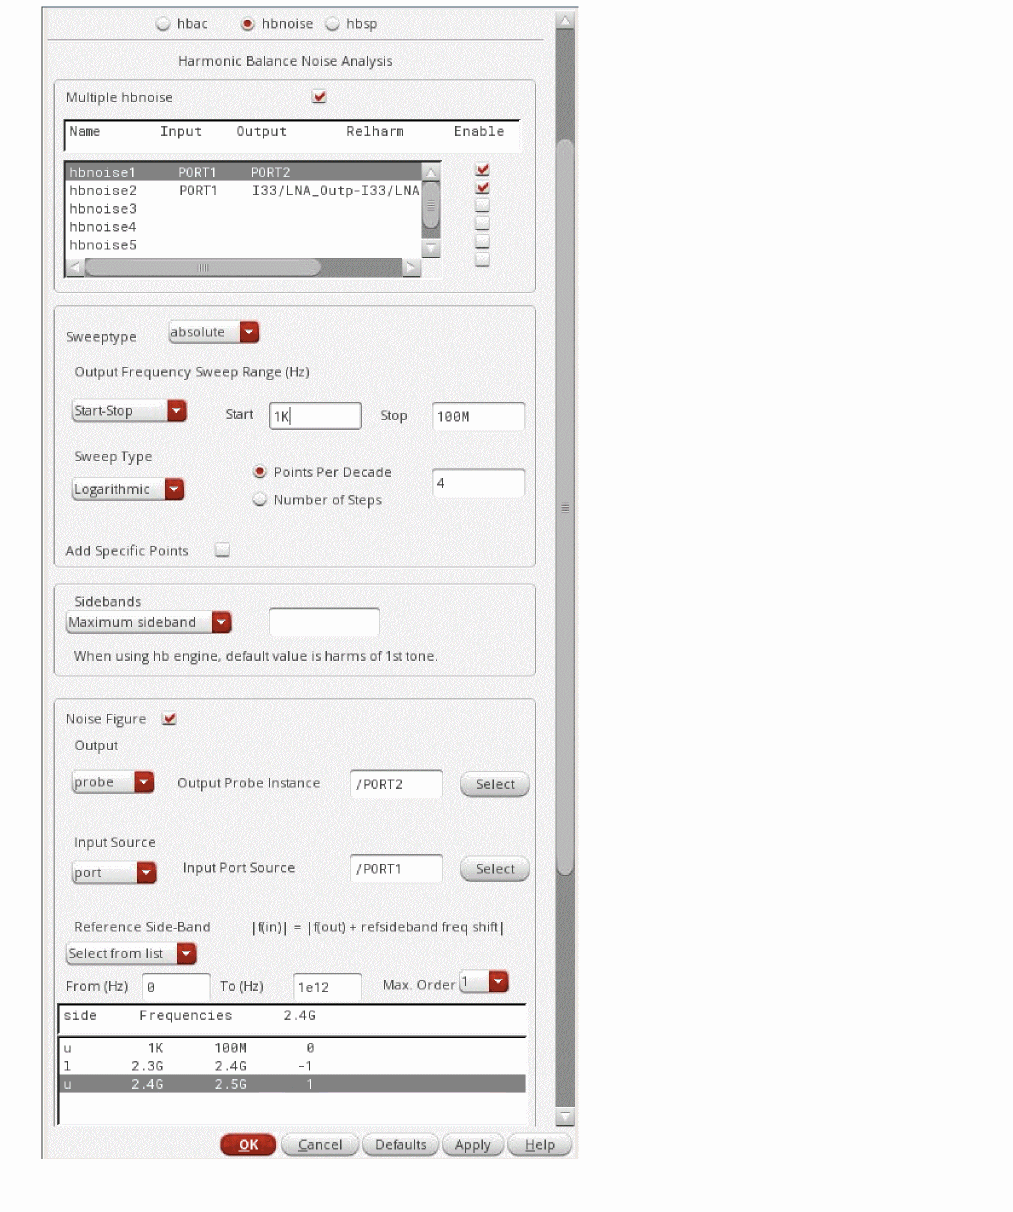 hbac hbnoise hbsp
Harmonic Balance Noise Analysis
Multiple hbnoise
Name Input Output Relharm Enable
hbnoise1 PORT1 PORT2
hbnoise2 PORT1 I33/LNA_Outp-I33/LNA
hbnoise3
hbnoise4
hbnoise5
Sweeptype absolute
Output Frequency Sweep Range (Hz)
Start-Stop Start 1K Stop 100M
Sweep Type
Points Per Decade
Logarithmic 4
Number of Steps
Add Specific Points
Sidebands
Maximum sideband
When using hb engine, default value is harms of 1st tone.
Noise Figure
Output
probe Output Probe Instance /PORT2 Select
Input Source
port Input Port Source /PORT1 Select
Reference Side-Band |f(in)| = |f(out) + refsideband freq shift|
Select from list
From (Hz) 0 To (Hz) 1e12 Max. Order 1
side Frequencies 2.4G
u 1K 100M 0
l 2.3G 2.4G -1
u 2.4G 2.5G 1
OK Cancel Defaults Apply Help